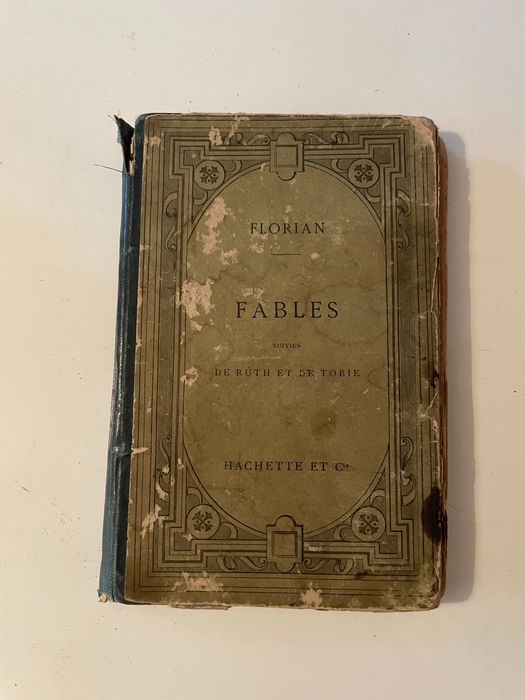 FLORIAN
FABLES
SUIVIES
DE RUTH ET DE TOBIE
HACHETTE ET Cie